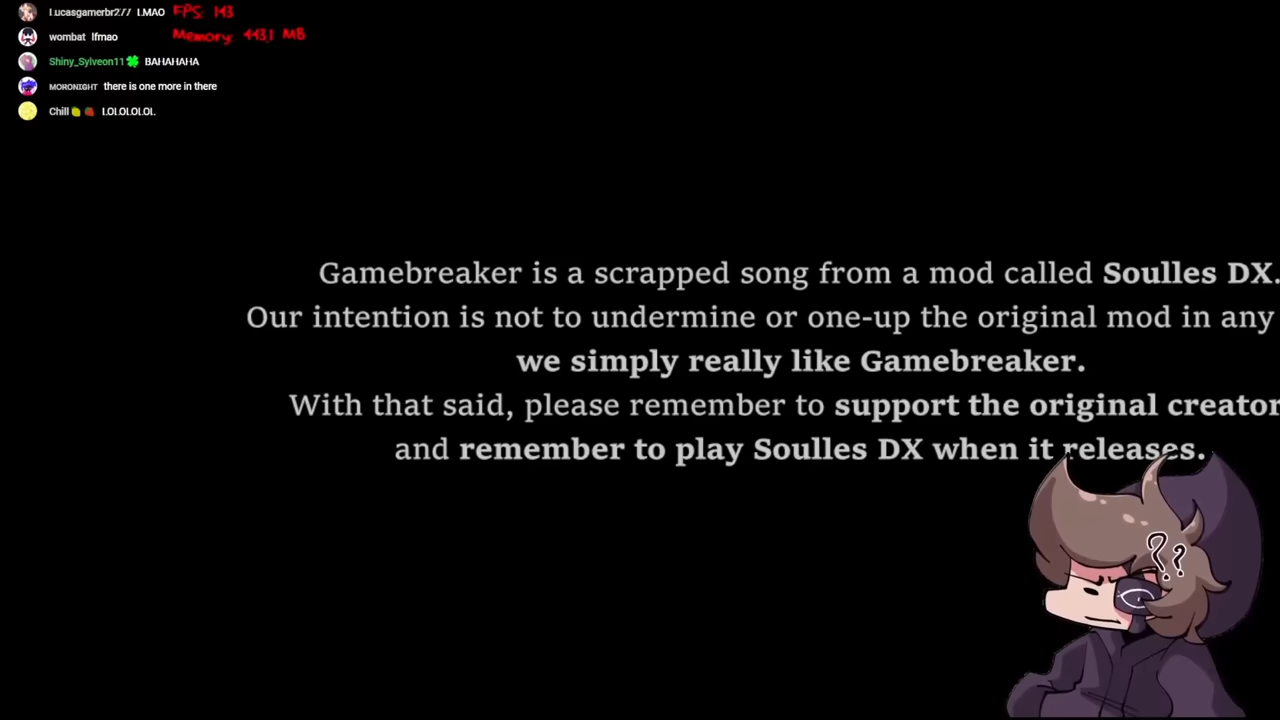 Lucasgamerbr277 LMAO
FPS: 143
wombat lfmao
Memory: 443.1 MB
Shiny_Sylveon11 BAHAHAHA
MORONIGHT there is one more in there
Chill LOLOLOLOL
Gamebreaker is a scrapped song from a mod called Soulles DX.
Our intention is not to undermine or one-up the original mod in any
we simply really like Gamebreaker.
With that said, please remember to support the original creator
and remember to play Soulles DX when it releases.
??